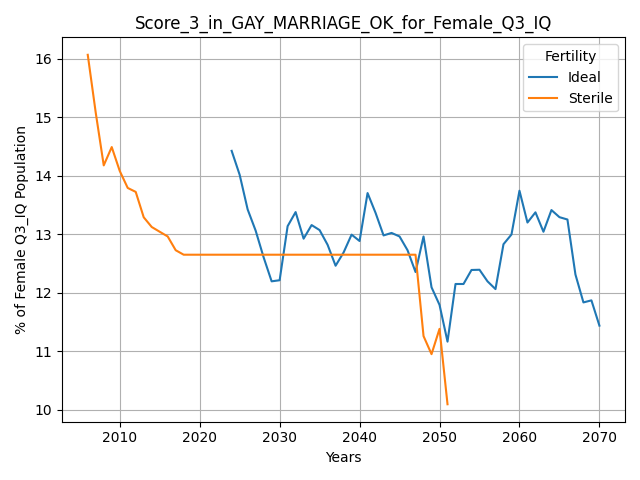 Score_3_in_GAY_MARRIAGE_OK_for_Female_Q3_IQ
Fertility
Ideal
Sterile
% of Female Q3_IQ Population
16
15
14
13
12
11
10
2010
2020
2030
2040
2050
2060
2070
Years